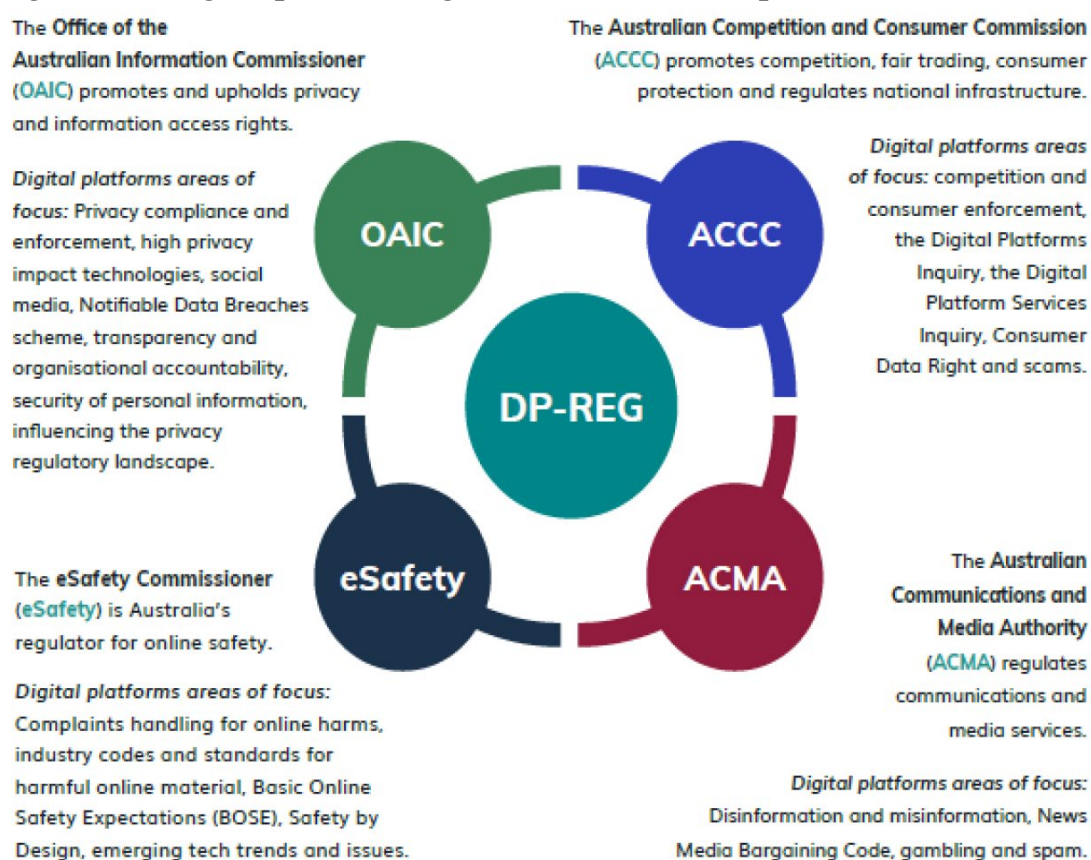 The Office of the
Australian Information Commissioner
(OAIC) promotes and upholds privacy
and information access rights.
Digital platforms areas of
focus: Privacy compliance and
enforcement, high privacy
impact technologies, social
media, Notifiable Data Breaches
scheme, transparency and
organisational accountability,
security of personal information,
influencing the privacy
regulatory landscape.
The Australian Competition and Consumer Commission
(ACCC) promotes competition, fair trading, consumer
protection and regulates national infrastructure.
Digital platforms areas
of focus: competition and
consumer enforcement,
the Digital Platforms
Inquiry, the Digital
Platform Services
Inquiry, Consumer
Data Right and scams.
OAIC
ACCC
DP-REG
eSafety
ACMA
The eSafety Commissioner
(eSafety) is Australia's
regulator for online safety.
Digital platforms areas of focus:
Complaints handling for online harms,
industry codes and standards for
harmful online material, Basic Online
Safety Expectations (BOSE), Safety by
Design, emerging tech trends and issues.
The Australian
Communications and
Media Authority
(ACMA) regulates
communications and
media services.
Digital platforms areas of focus:
Disinformation and misinformation, News
Media Bargaining Code, gambling and spam.